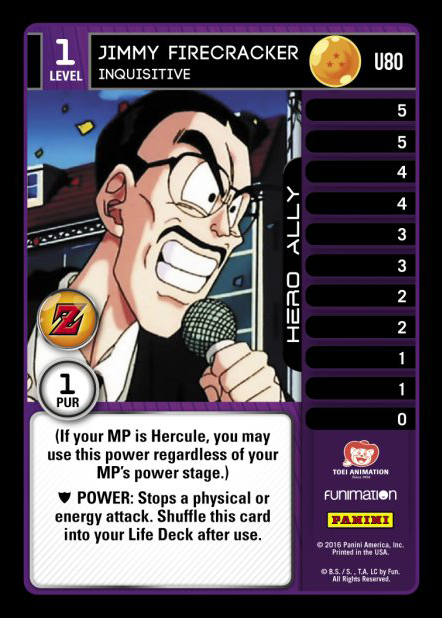 1
LEVEL
JIMMY FIRECRACKER
INQUISITIVE
U80
5
5
4
4
3
3
2
2
1
1
0
HERO ALLY
Z
1
PUR
(If your MP is Hercule, you may
use this power regardless of your
MP's power stage.)
POWER: Stops a physical or
energy attack. Shuffle this card
into your Life Deck after use.
TOEI ANIMATION
Since 1956
FUNIMATION
PANINI
© 2016 Panini America, Inc.
Printed in the USA.
© B.S. / S. , T.A. LC by Fun.
All Rights Reserved.